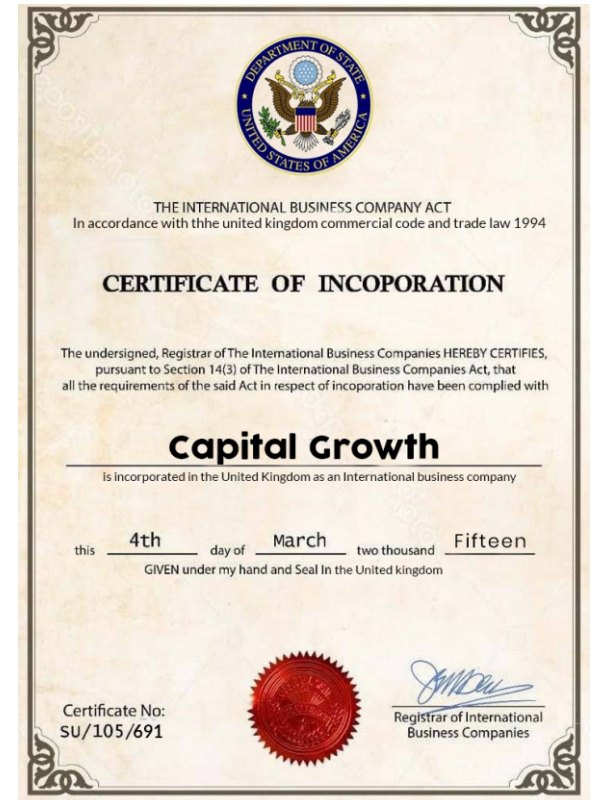 DEPARTMENT OF STATE
UNITED STATES OF AMERICA
THE INTERNATIONAL BUSINESS COMPANY ACT
In accordance with thhe united kingdom commercial code and trade law 1994
CERTIFICATE OF INCOPORATION
The undersigned, Registrar of The International Business Companies HEREBY CERTIFIES,
pursuant to Section 14(3) of The International Business Companies Act, that
all the requirements of the said Act in respect of incoporation have been complied with
Capital Growth
Is incorporated in the United Kingdom as an International business company
this 4th day of March two thousand Fifteen
GIVEN under my hand and Seal In the United kingdom
Certificate No:
SU/105/691
Registrar of International
Business Companies